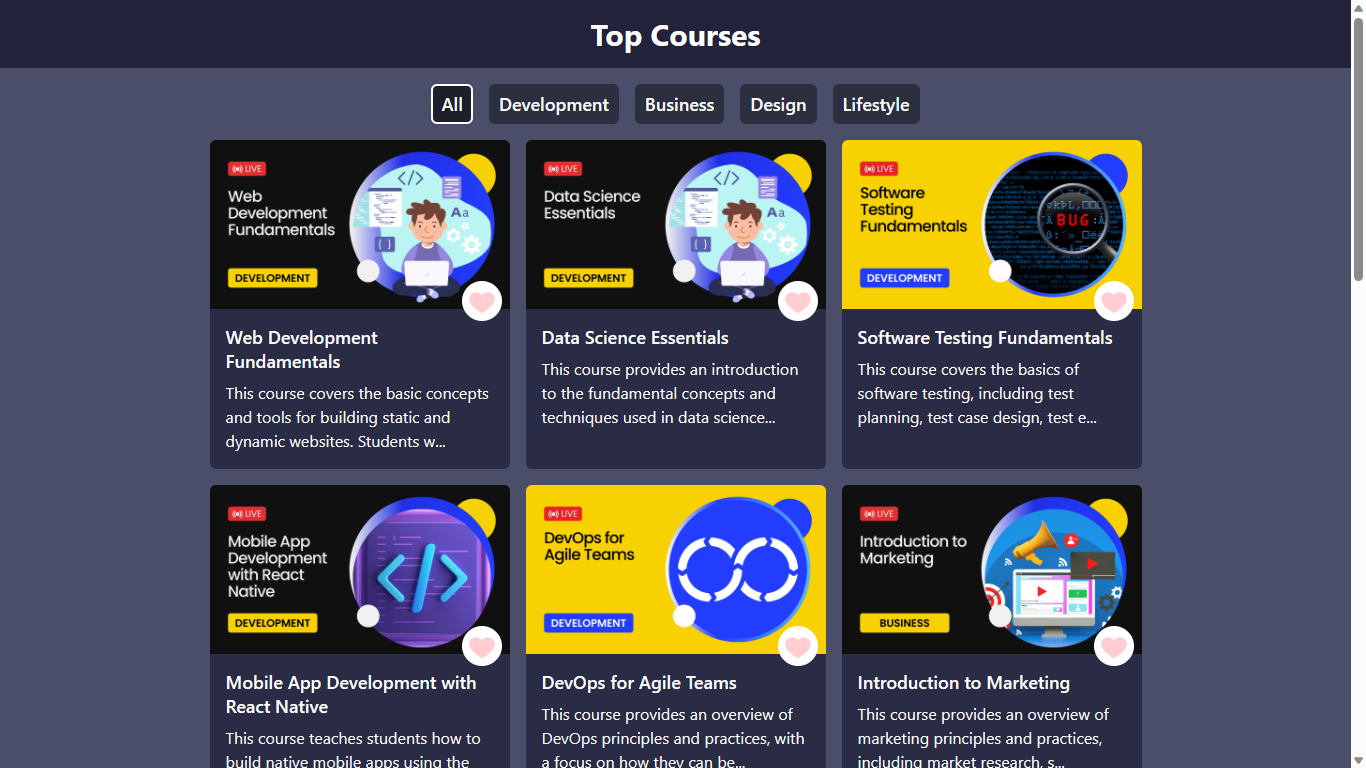 Top Courses
All
Development
Business
Design
Lifestyle
LIVE
Web
Development
Fundamentals
DEVELOPMENT
Web Development
Fundamentals
This course covers the basic concepts
and tools for building static and
dynamic websites. Students w...
LIVE
Data Science
Essentials
DEVELOPMENT
Data Science Essentials
This course provides an introduction
to the fundamental concepts and
techniques used in data science...
LIVE
Software
Testing
Fundamentals
BUG
DEVELOPMENT
Software Testing Fundamentals
This course covers the basics of
software testing, including test
planning, test case design, test e...
LIVE
Mobile App
Development
with React
Native
DEVELOPMENT
Mobile App Development with
React Native
This course teaches students how to
build native mobile apps using the
LIVE
DevOps for
Agile Teams
DEVELOPMENT
DevOps for Agile Teams
This course provides an overview of
DevOps principles and practices, with
a focus on how they can be...
LIVE
Introduction to
Marketing
BUSINESS
Introduction to Marketing
This course provides an overview of
marketing principles and practices,
including market research, s...